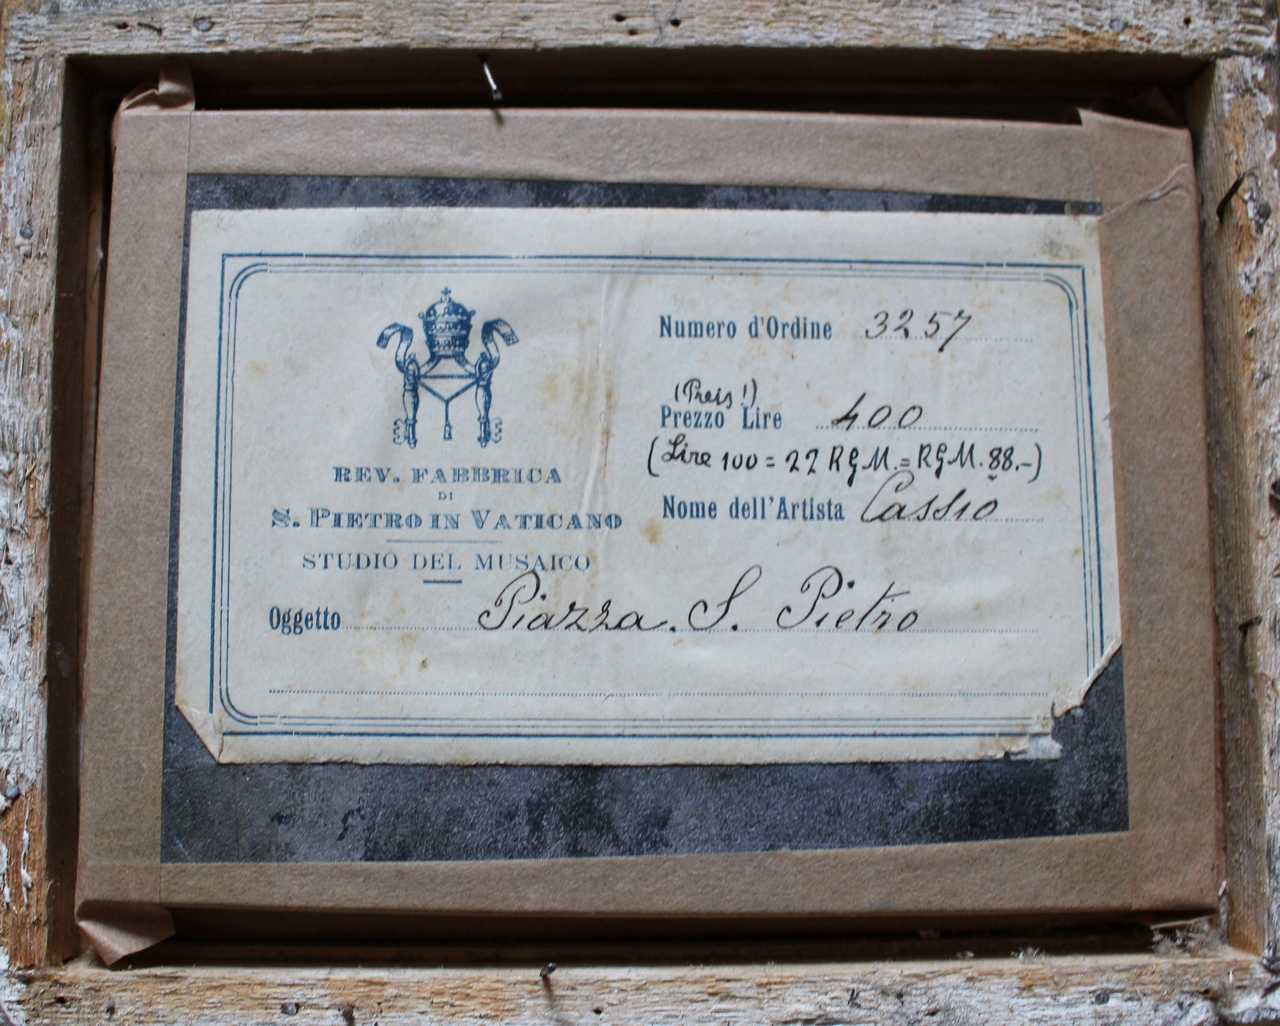 REV. FABBRICA
DI
S. PIETRO IN VATICANO
STUDIO DEL MUSAICO
Numero d'Ordine 3257
(Preis!)
Prezzo Lire 400
(Lire 100 = 22 RGM. = RGM. 88.-)
Nome dell'Artista Cassio
Oggetto Piazza. S. Pietro